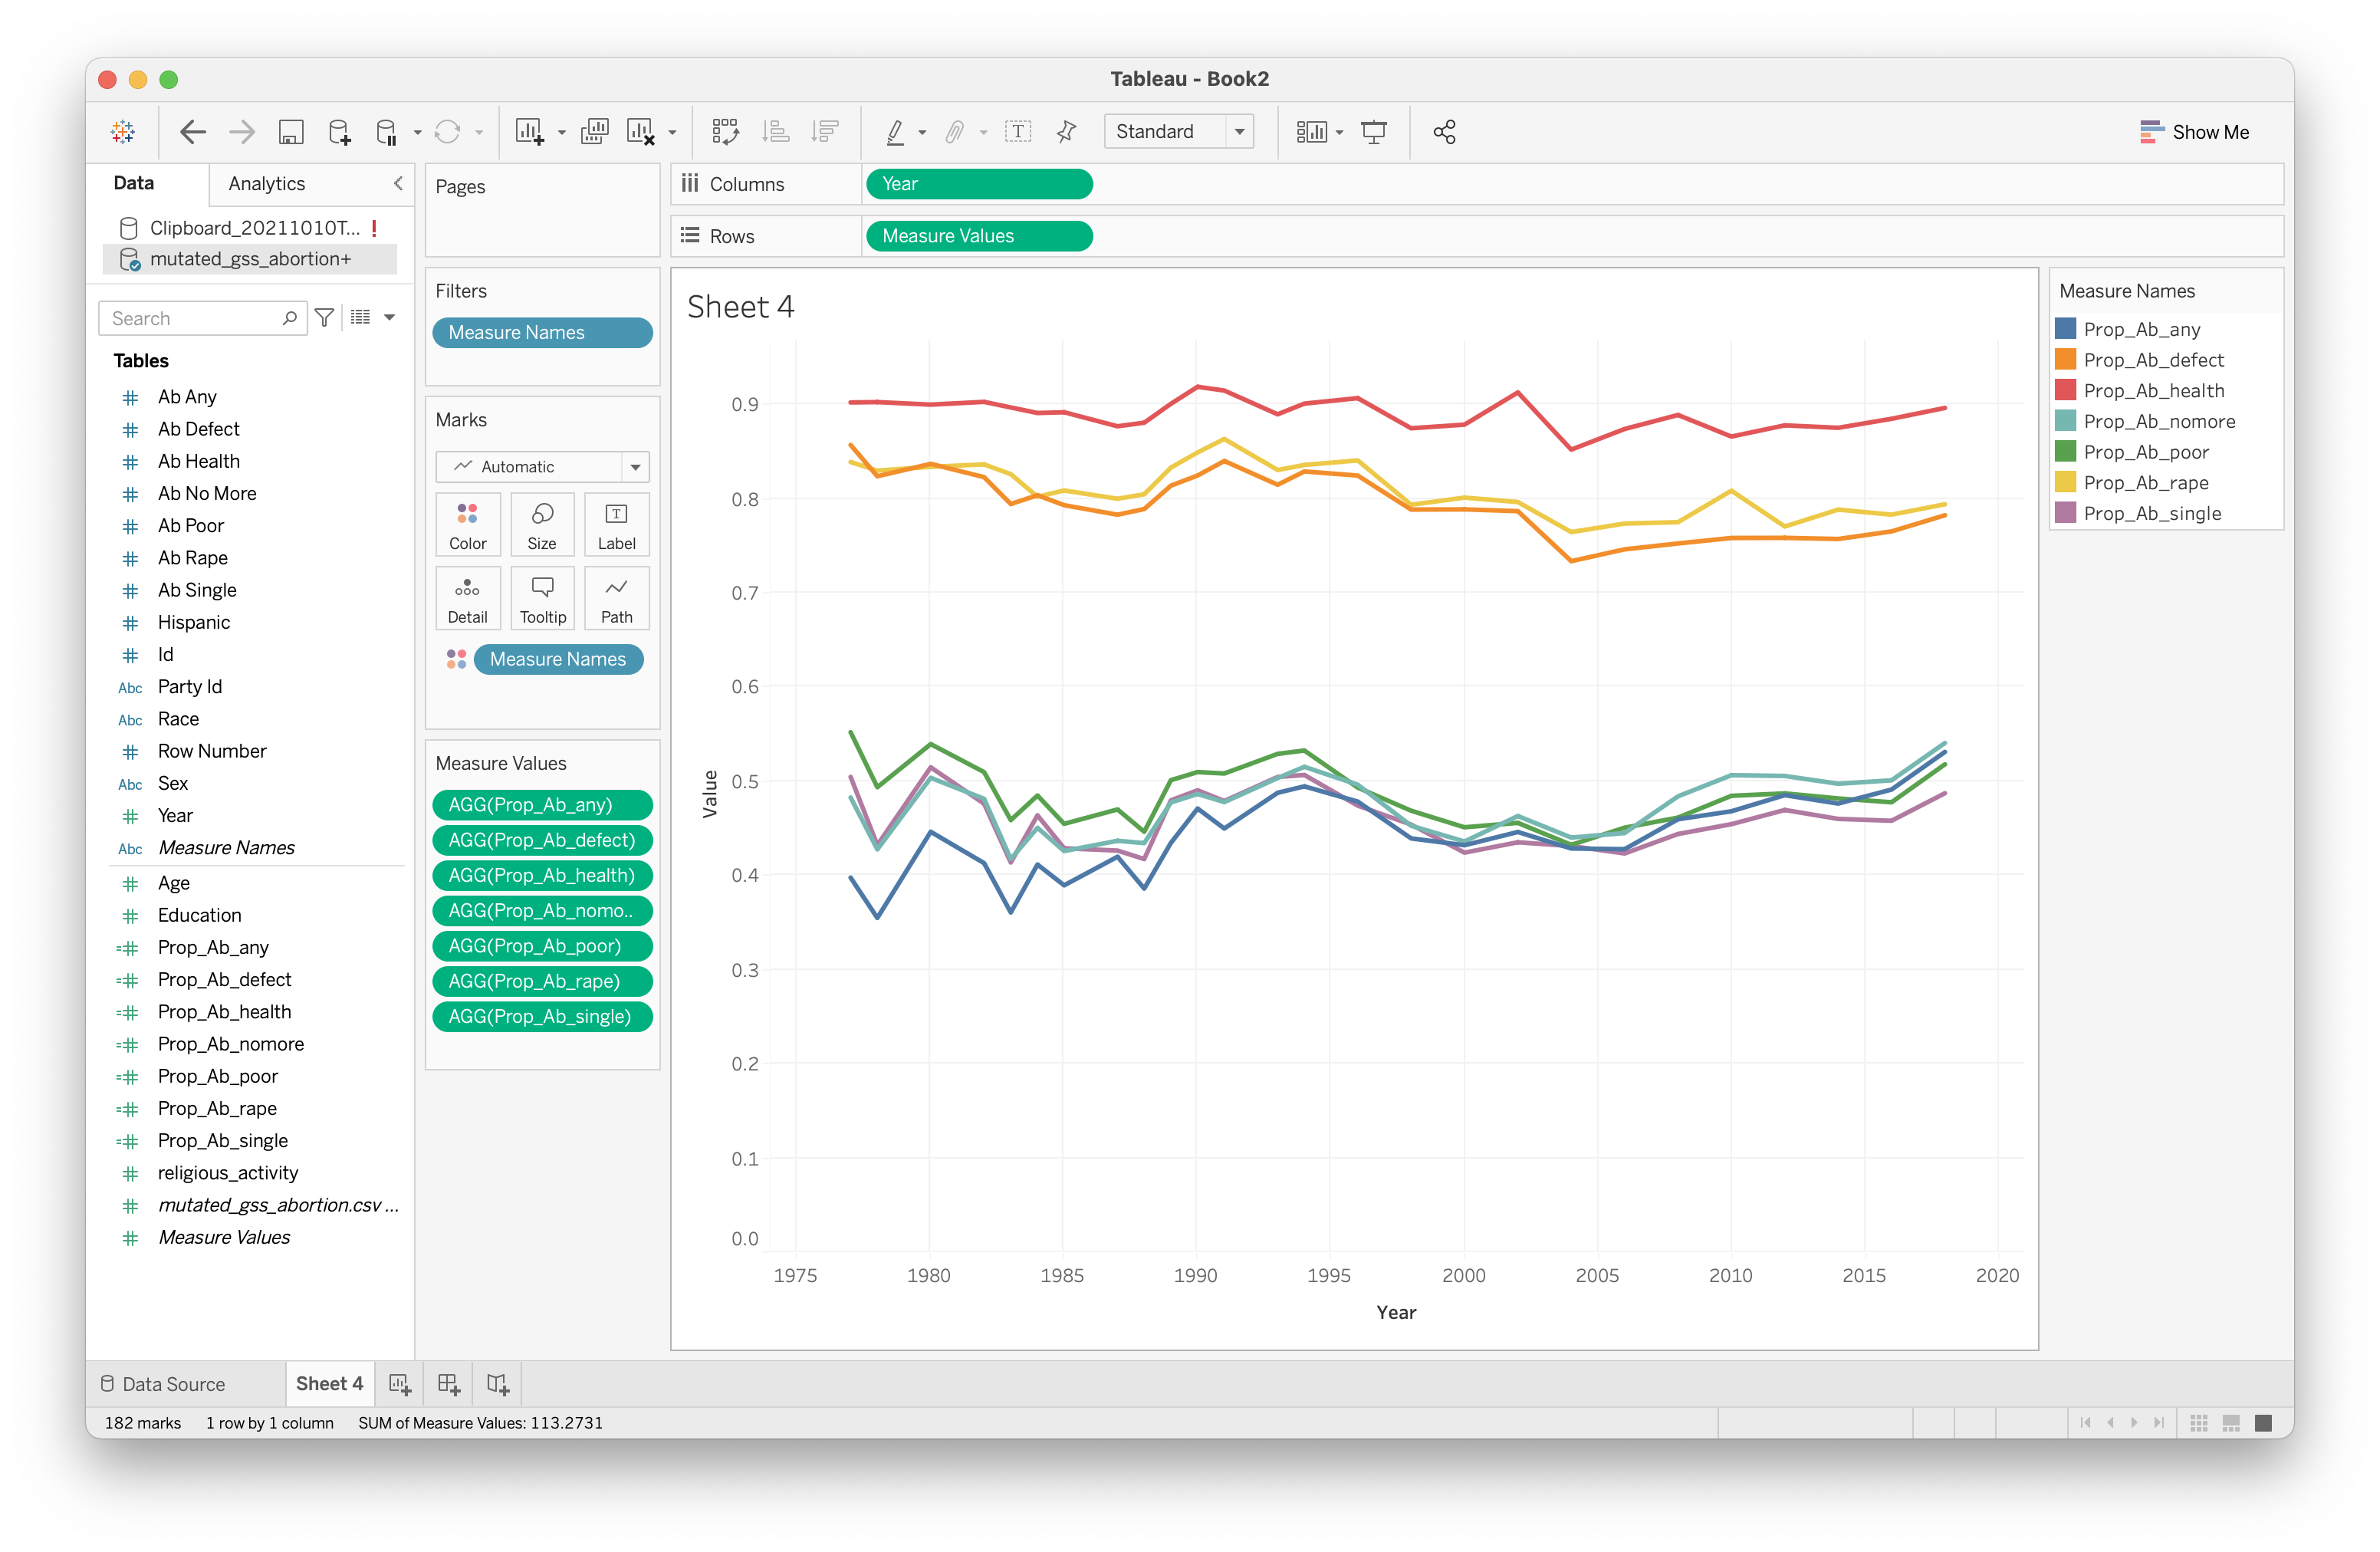 Tableau - Book2
Standard
Show Me
Data
Analytics
Clipboard_20211010T... !
mutated_gss_abortion+
Search
Tables
Ab Any
Ab Defect
Ab Health
Ab No More
Ab Poor
Ab Rape
Ab Single
Hispanic
Id
Abc Party Id
Abc Race
Row Number
Abc Sex
Year
Abc Measure Names
Age
Education
Prop_Ab_any
Prop_Ab_defect
Prop_Ab_health
Prop_Ab_nomore
Prop_Ab_poor
Prop_Ab_rape
Prop_Ab_single
religious_activity
mutated_gss_abortion.csv ...
Measure Values
Pages
Filters
Measure Names
Marks
Automatic
Color Size Label
Detail Tooltip Path
Measure Names
Measure Values
AGG(Prop_Ab_any)
AGG(Prop_Ab_defect)
AGG(Prop_Ab_health)
AGG(Prop_Ab_nomo..
AGG(Prop_Ab_poor)
AGG(Prop_Ab_rape)
AGG(Prop_Ab_single)
Columns Year
Rows Measure Values
Sheet 4
0.9
0.8
0.7
0.6
0.5
0.4
0.3
0.2
0.1
0.0
Value
1975 1980 1985 1990 1995 2000 2005 2010 2015 2020
Year
Measure Names
Prop_Ab_any
Prop_Ab_defect
Prop_Ab_health
Prop_Ab_nomore
Prop_Ab_poor
Prop_Ab_rape
Prop_Ab_single
Data Source Sheet 4
182 marks 1 row by 1 column SUM of Measure Values: 113.2731